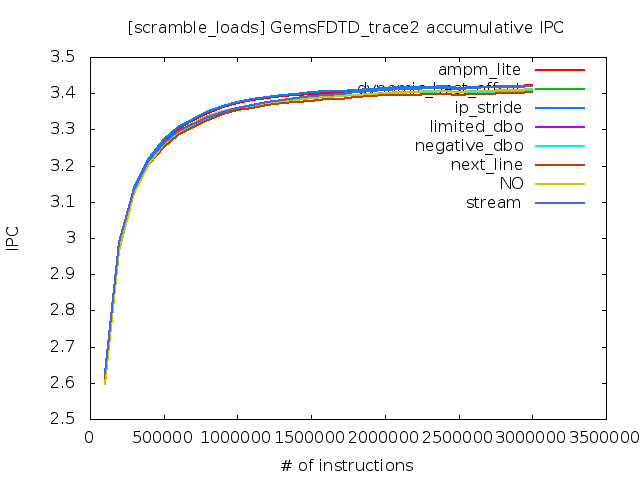 [scramble_loads] GemsFDTD_trace2 accumulative IPC
3.5
3.4
3.3
3.2
3.1
3
2.9
2.8
2.7
2.6
2.5
IPC
ampm_lite
ip_stride
limited_dbo
negative_dbo
next_line
NO
stream
0
500000
1000000
1500000
2000000
2500000
3000000
3500000
# of instructions